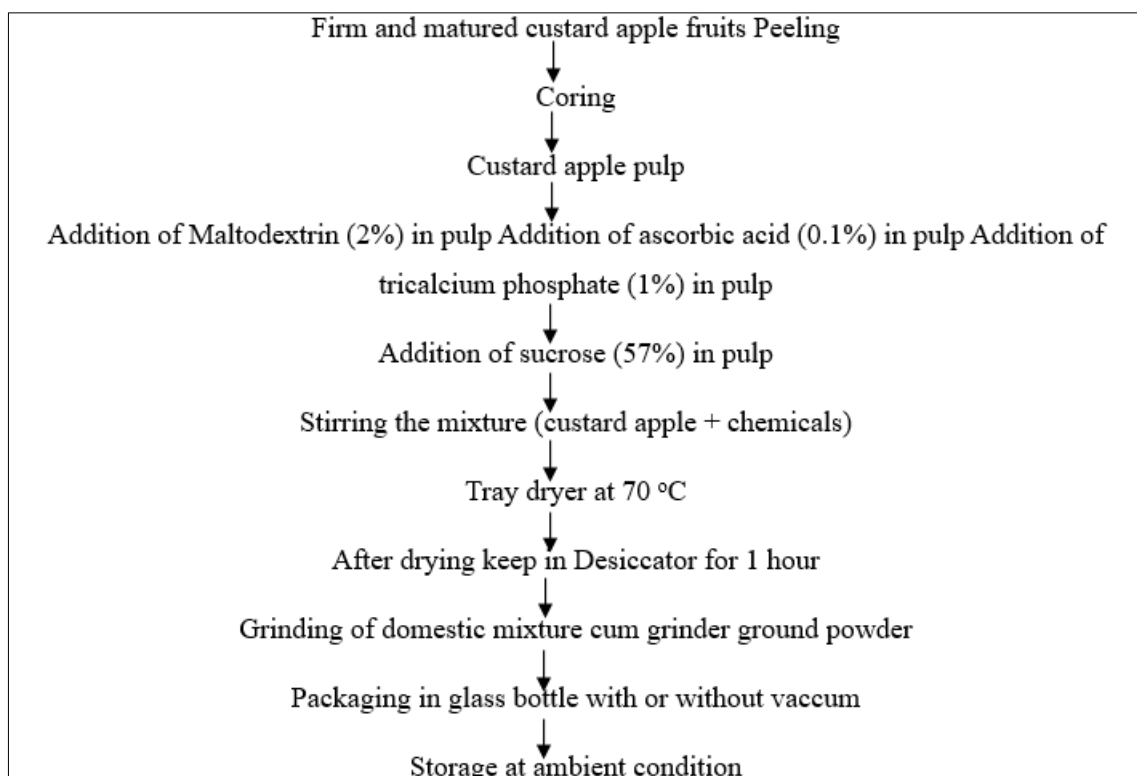 Firm and matured custard apple fruits Peeling
Coring
Custard apple pulp
Addition of Maltodextrin (2%) in pulp Addition of ascorbic acid (0.1%) in pulp Addition of
tricalcium phosphate (1%) in pulp
Addition of sucrose (57%) in pulp
Stirring the mixture (custard apple + chemicals)
Tray dryer at 70 °C
After drying keep in Desiccator for 1 hour
Grinding of domestic mixture cum grinder ground powder
Packaging in glass bottle with or without vaccum
Storage at ambient condition